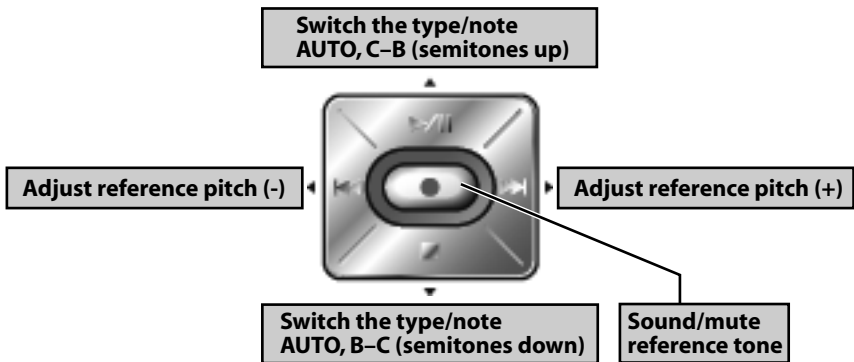 Switch the type/note
AUTO, C–B (semitones up)
Adjust reference pitch (-)
Adjust reference pitch (+)
Switch the type/note
AUTO, B–C (semitones down)
Sound/mute
reference tone